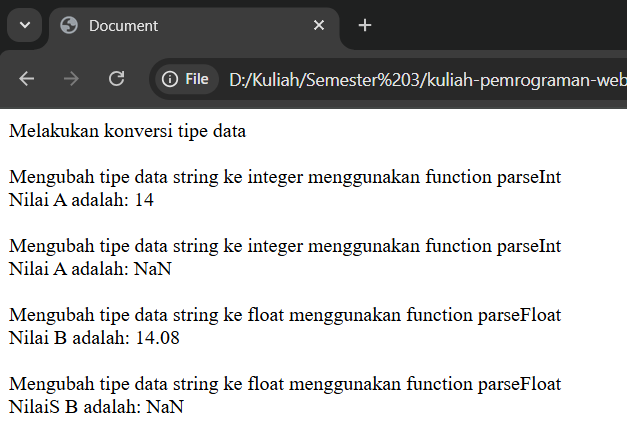 Document
File D:/Kuliah/Semester%203/kuliah-pemrograman-web
Melakukan konversi tipe data
Mengubah tipe data string ke integer menggunakan function parseInt
Nilai A adalah: 14
Mengubah tipe data string ke integer menggunakan function parseInt
Nilai A adalah: NaN
Mengubah tipe data string ke float menggunakan function parseFloat
Nilai B adalah: 14.08
Mengubah tipe data string ke float menggunakan function parseFloat
NilaiS B adalah: NaN